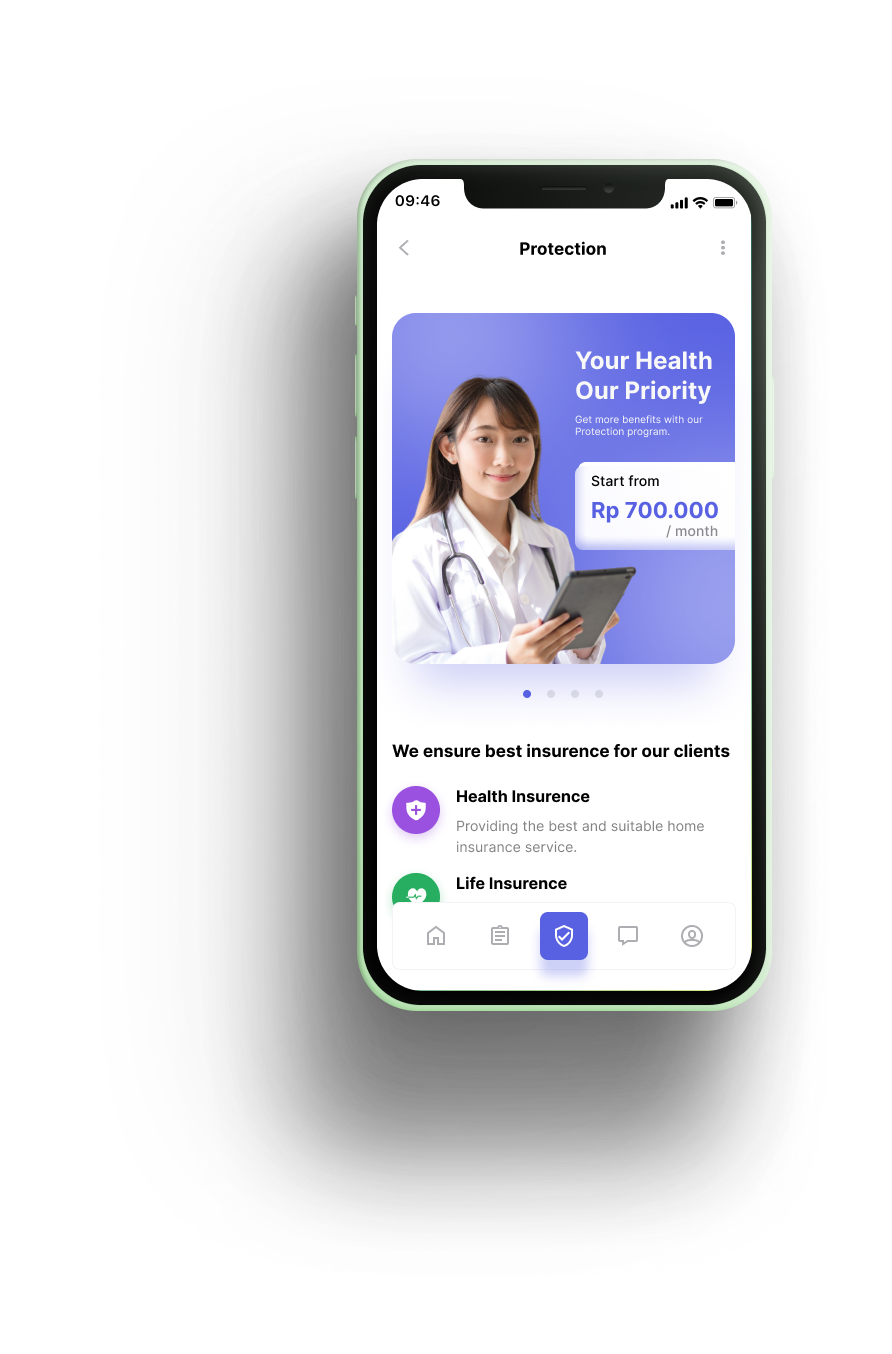 09:46
Protection
Your Health
Our Priority
Get more benefits with our
Protection program.
Start from
Rp 700.000
/ month
We ensure best insurence for our clients
Health Insurence
Providing the best and suitable home
insurance service.
Life Insurence